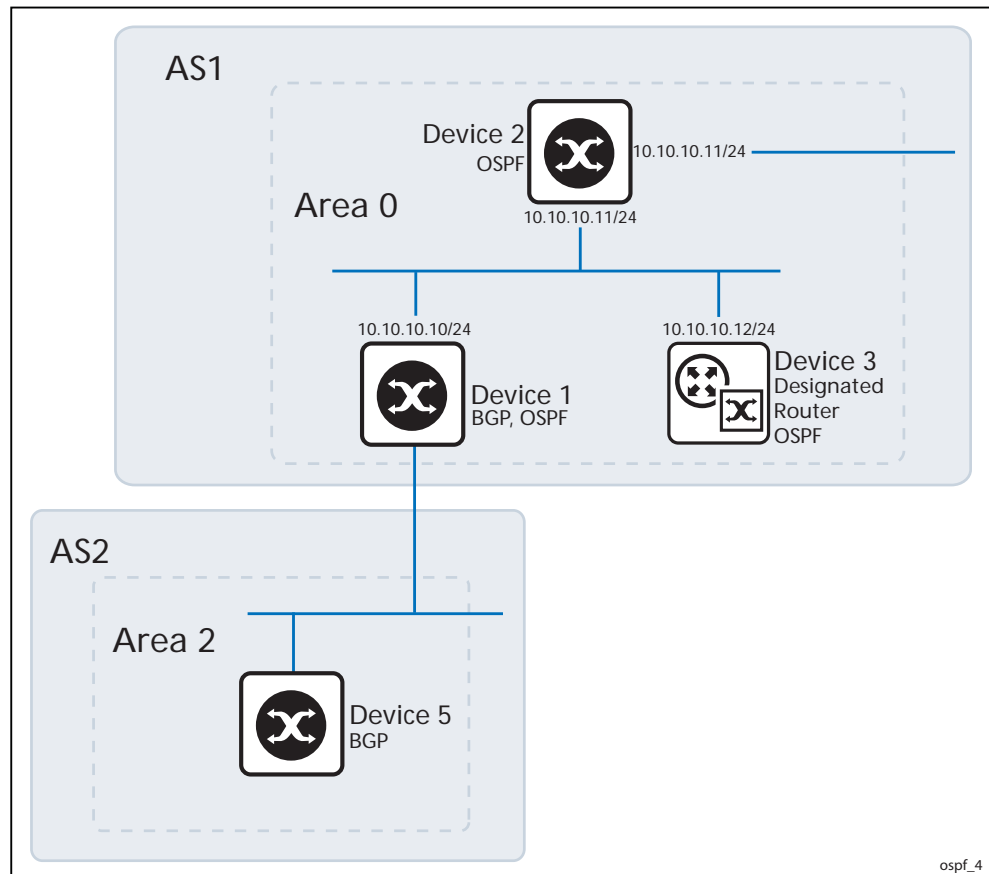 AS1
Device 2
OSPF
10.10.10.11/24
Area 0
10.10.10.11/24
10.10.10.10/24
10.10.10.12/24
Device 1
BGP, OSPF
Device 3
Designated
Router
OSPF
AS2
Area 2
Device 5
BGP
ospf_4